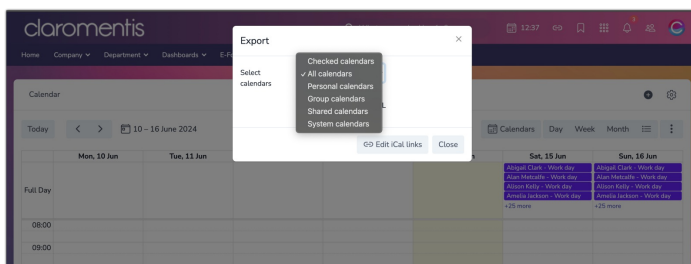 claromentis
12:37
Home Company Department Dashboards E-Fo
Export
Select
calendars
Checked calendars
✓ All calendars
Personal calendars
Group calendars
Shared calendars
System calendars
Edit iCal links Close
Calendar
Today 10 – 16 June 2024 Calendars Day Week Month
Mon, 10 Jun Tue, 11 Jun Sat, 15 Jun Sun, 16 Jun
Full Day
Abigail Clark - Work day Abigail Clark - Work day
Alan Metcalfe - Work day Alan Metcalfe - Work day
Alison Kelly - Work day Alison Kelly - Work day
Amelia Jackson - Work day Amelia Jackson - Work day
+25 more +25 more
08:00
09:00